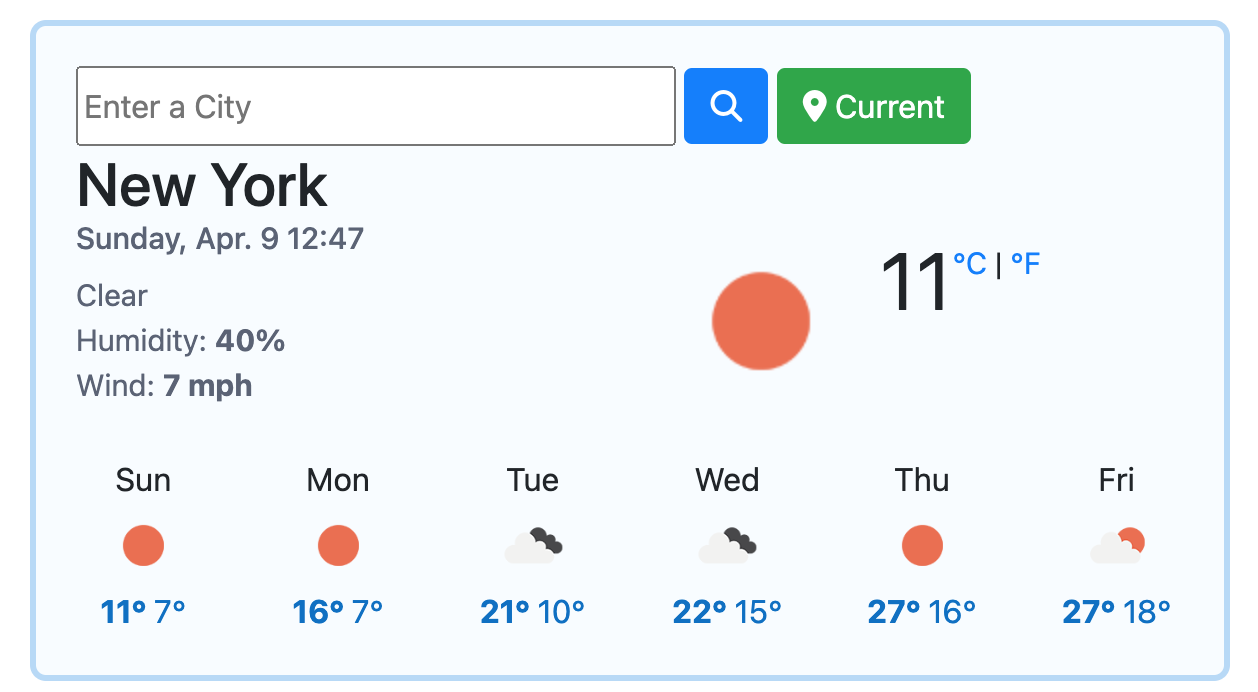 Enter a City
Current
New York
Sunday, Apr. 9 12:47
11 °C | °F
Clear
Humidity: 40%
Wind: 7 mph
Sun Mon Tue Wed Thu Fri
11° 7° 16° 7° 21° 10° 22° 15° 27° 16° 27° 18°